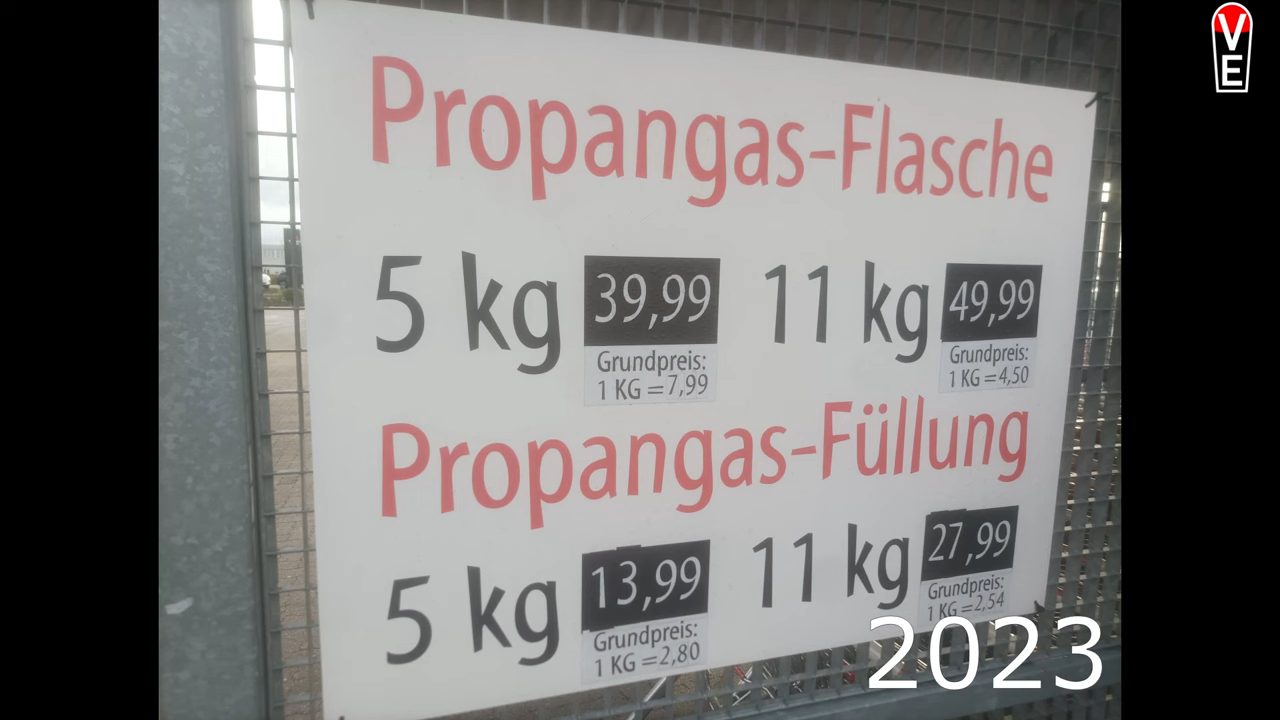 VE
Propangas-Flasche
5 kg 39,99 11 kg 49,99
Grundpreis: Grundpreis:
1 KG =7,99 1 KG =4,50
Propangas-Füllung
5 kg 13,99 11 kg 27,99
Grundpreis: Grundpreis:
1 KG =2,80 1 KG =2,54
2023